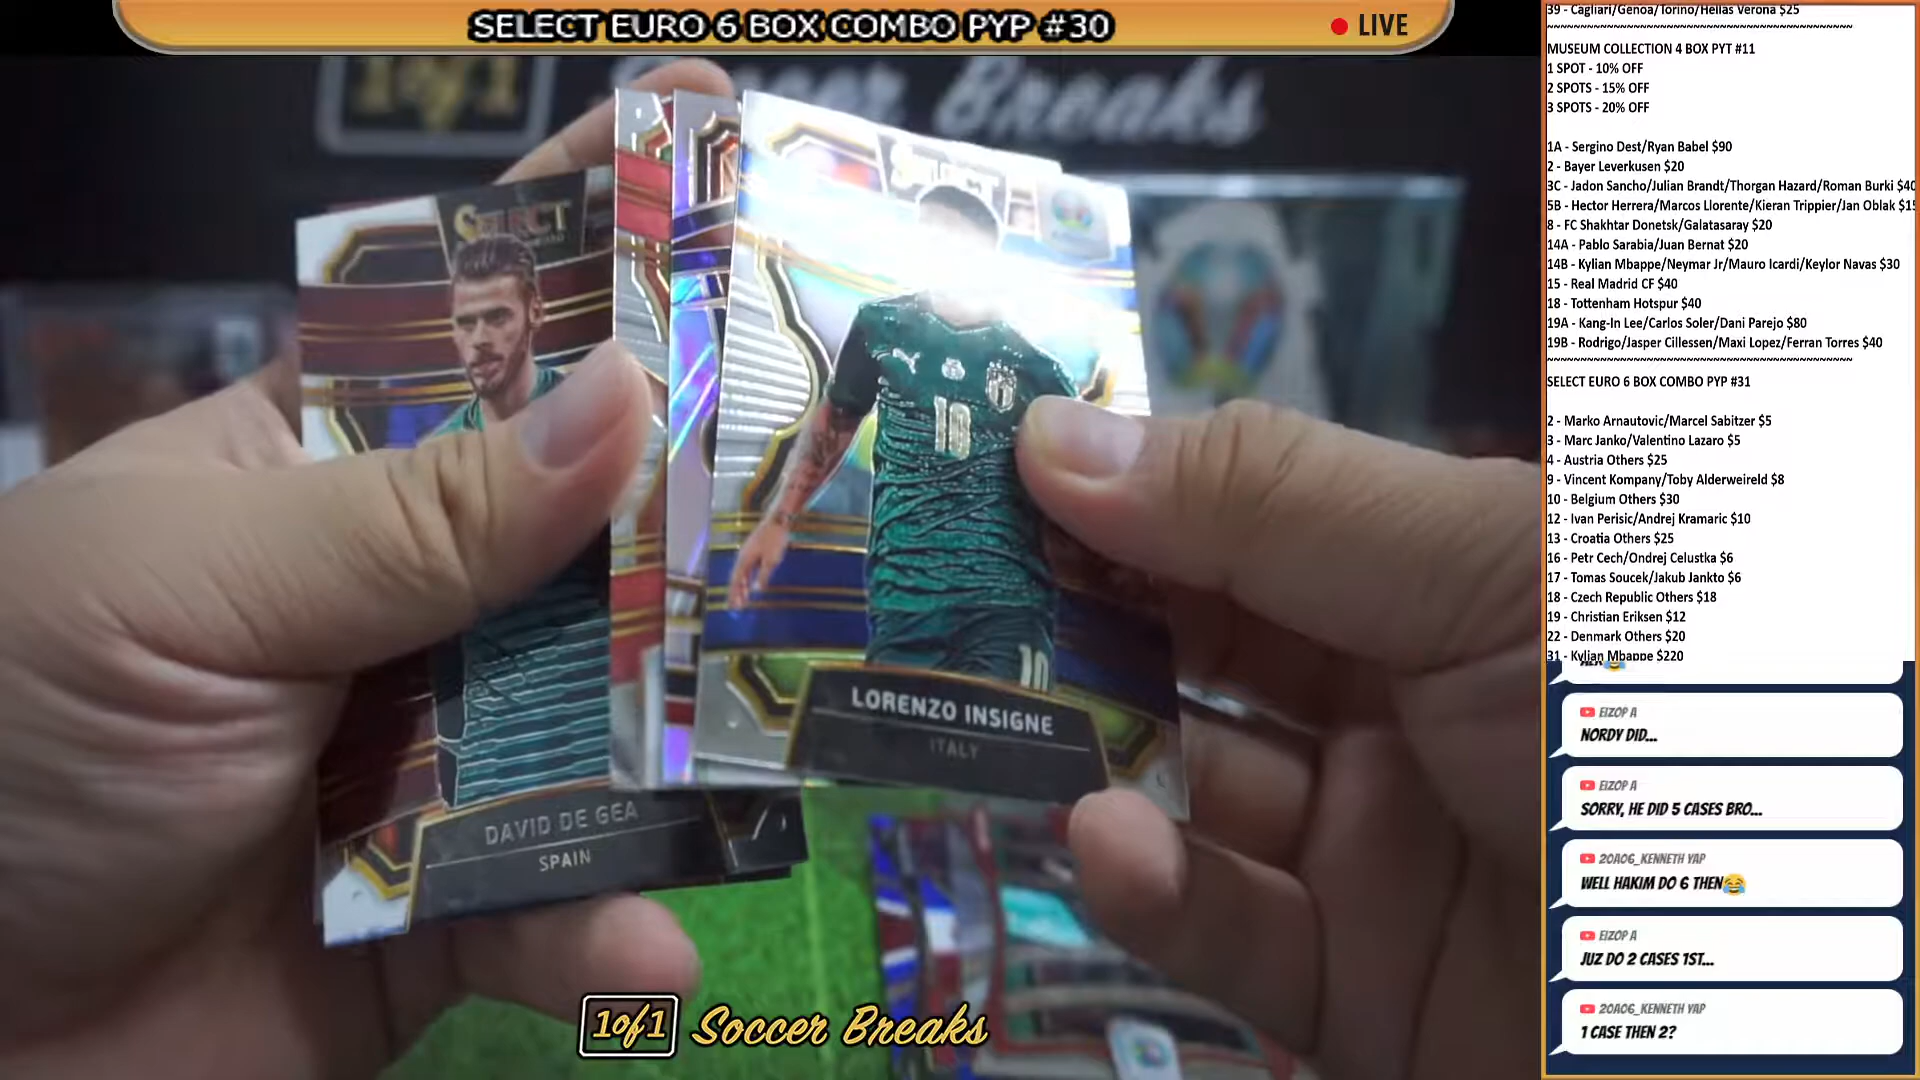 SELECT EURO 6 BOX COMBO PYP #30
LIVE
1of1
Soccer Breaks
SELECT
SELECT
10
10
LORENZO INSIGNE
ITALY
DAVID DE GEA
SPAIN
1of1 Soccer Breaks
39 - Cagliari/Genoa/Torino/Hellas Verona $25
~~~~~~~~~~~~~~~~~~~~~~~~~~~~~~~~~~~~~~~~~~~~~~
MUSEUM COLLECTION 4 BOX PYT #11
1 SPOT - 10% OFF
2 SPOTS - 15% OFF
3 SPOTS - 20% OFF
1A - Sergino Dest/Ryan Babel $90
2 - Bayer Leverkusen $20
3C - Jadon Sancho/Julian Brandt/Thorgan Hazard/Roman Burki $40
5B - Hector Herrera/Marcos Llorente/Kieran Trippier/Jan Oblak $15
8 - FC Shakhtar Donetsk/Galatasaray $20
14A - Pablo Sarabia/Juan Bernat $20
14B - Kylian Mbappe/Neymar Jr/Mauro Icardi/Keylor Navas $30
15 - Real Madrid CF $40
18 - Tottenham Hotspur $40
19A - Kang-In Lee/Carlos Soler/Dani Parejo $80
19B - Rodrigo/Jasper Cillessen/Maxi Lopez/Ferran Torres $40
~~~~~~~~~~~~~~~~~~~~~~~~~~~~~~~~~~~~~~~~~~~~~~
SELECT EURO 6 BOX COMBO PYP #31
2 - Marko Arnautovic/Marcel Sabitzer $5
3 - Marc Janko/Valentino Lazaro $5
4 - Austria Others $25
9 - Vincent Kompany/Toby Alderweireld $8
10 - Belgium Others $30
12 - Ivan Perisic/Andrej Kramaric $10
13 - Croatia Others $25
16 - Petr Cech/Ondrej Celustka $6
17 - Tomas Soucek/Jakub Jankto $6
18 - Czech Republic Others $18
19 - Christian Eriksen $12
22 - Denmark Others $20
31 - Kylian Mbappe $220
EIZOP A
NORDY DID...
EIZOP A
SORRY, HE DID 5 CASES BRO...
20A06_KENNETH YAP
WELL HAKIM DO 6 THEN😂
EIZOP A
JUZ DO 2 CASES 1ST...
20A06_KENNETH YAP
1 CASE THEN 2?